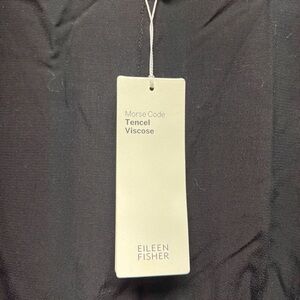 Morse Code
Tencel
Viscose
EILEEN
FISHER